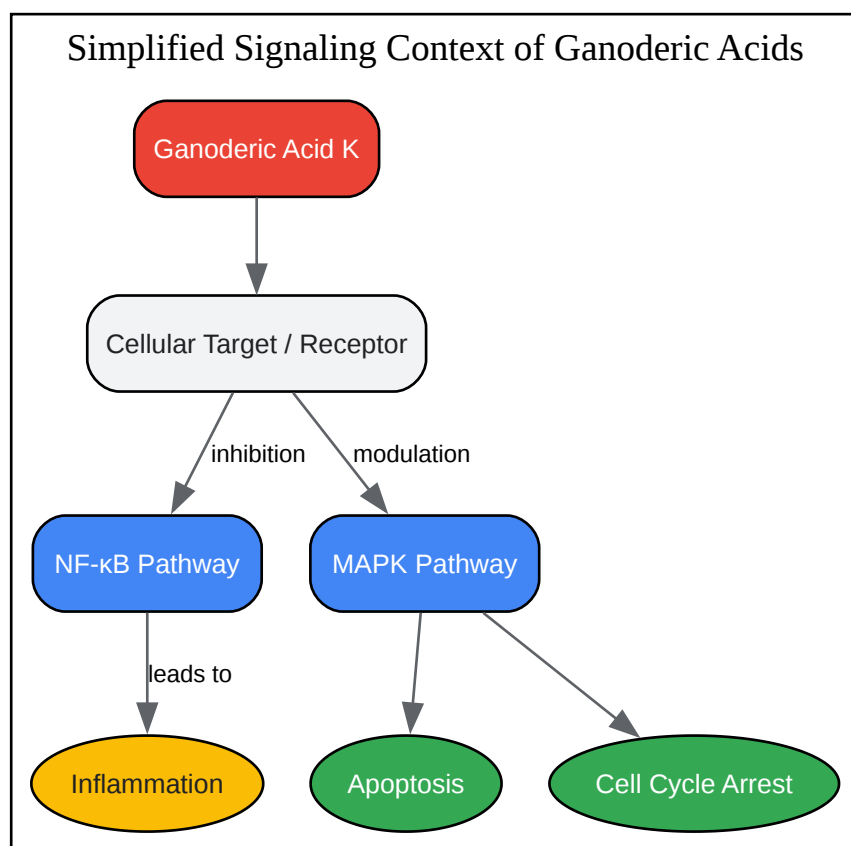 Simplified Signaling Context of Ganoderic Acids
Ganoderic Acid K
Cellular Target / Receptor
inhibition
modulation
NF-κB Pathway
MAPK Pathway
leads to
Inflammation
Apoptosis
Cell Cycle Arrest